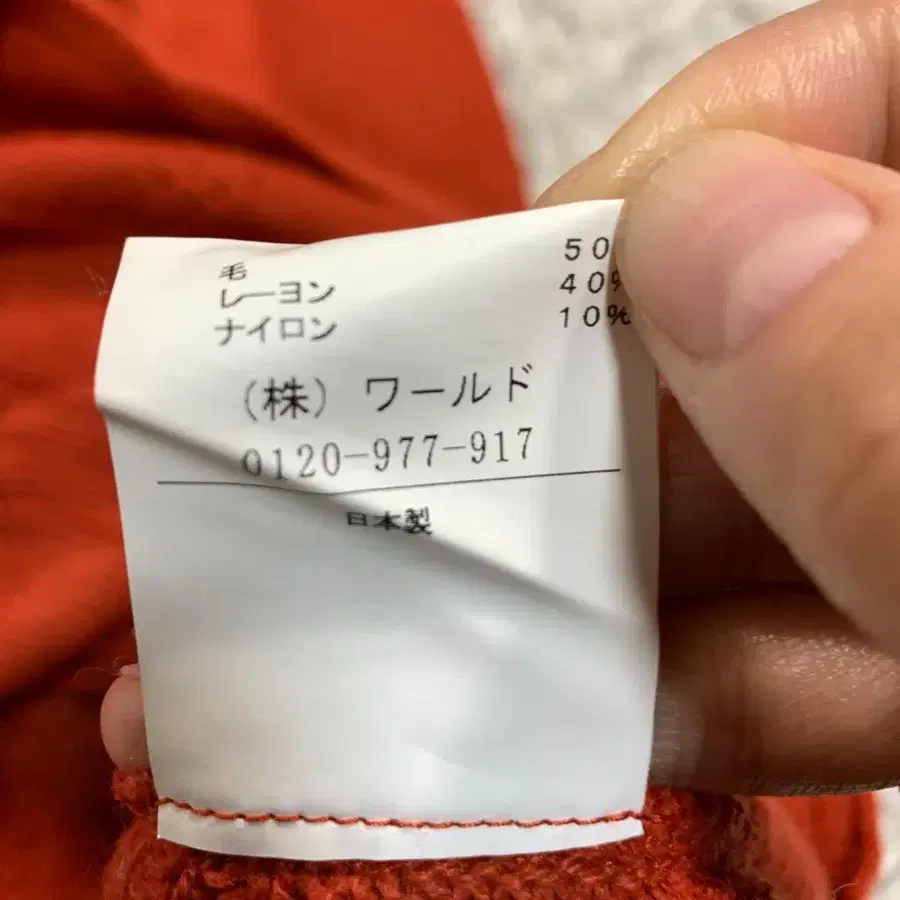 毛 50
レーヨン 40%
ナイロン 10%
(株) ワールド
0120-977-917
日本製